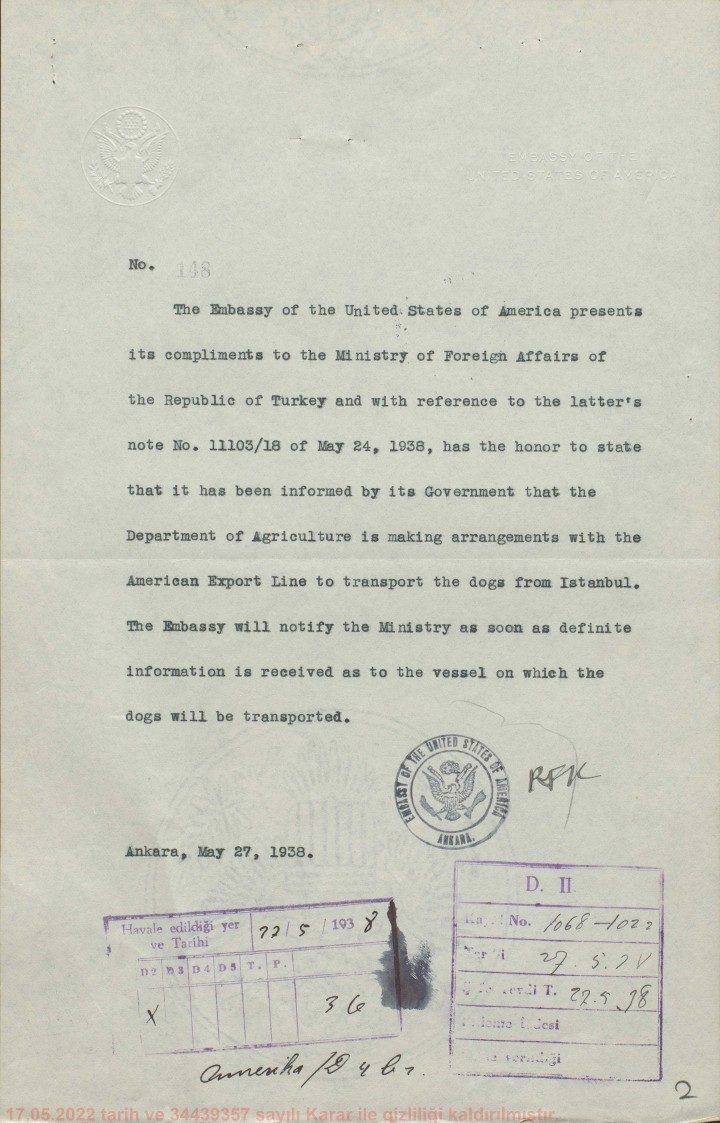 EMBASSY OF THE
UNITED STATES OF AMERICA
No. 148
The Embassy of the United States of America presents
its compliments to the Ministry of Foreign Affairs of
the Republic of Turkey and with reference to the latter's
note No. 11103/18 of May 24, 1938, has the honor to state
that it has been informed by its Government that the
Department of Agriculture is making arrangements with the
American Export Line to transport the dogs from Istanbul.
The Embassy will notify the Ministry as soon as definite
information is received as to the vessel on which the
dogs will be transported.
EMBASSY OF THE UNITED STATES OF AMERICA
ANKARA.
RFK
Ankara, May 27, 1938.
D. II.
No. 1068-1022
27.5.
T. 27.5.38
Havale edildiği yer
ve Tarihi
27/5/1938
D2 D3 D4 D5 T. P.
X
36
Amerika/
2
17.05.2022 tarih ve 34439357 sayılı Karar ile gizliliği kaldırılmıştır.